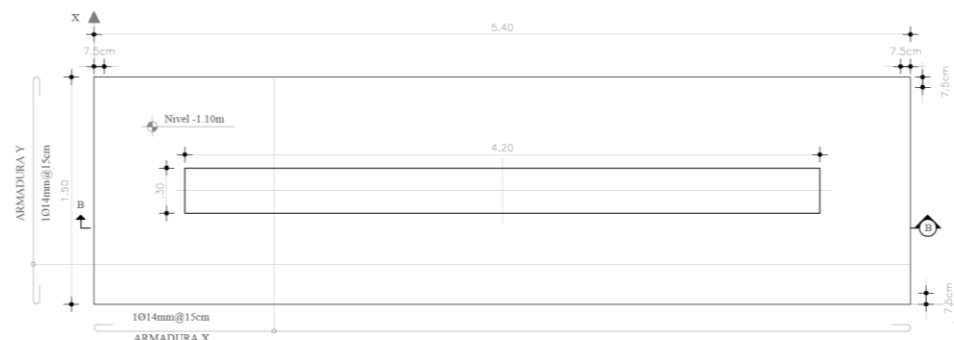 X
5.40
7.5cm
7.5cm
7.5cm
Nivel -1.10m
4.20
ARMADURA Y
1Ø14mm@15cm
1.50
.30
B
B
7.5cm
1Ø14mm@15cm
ARMADURA X